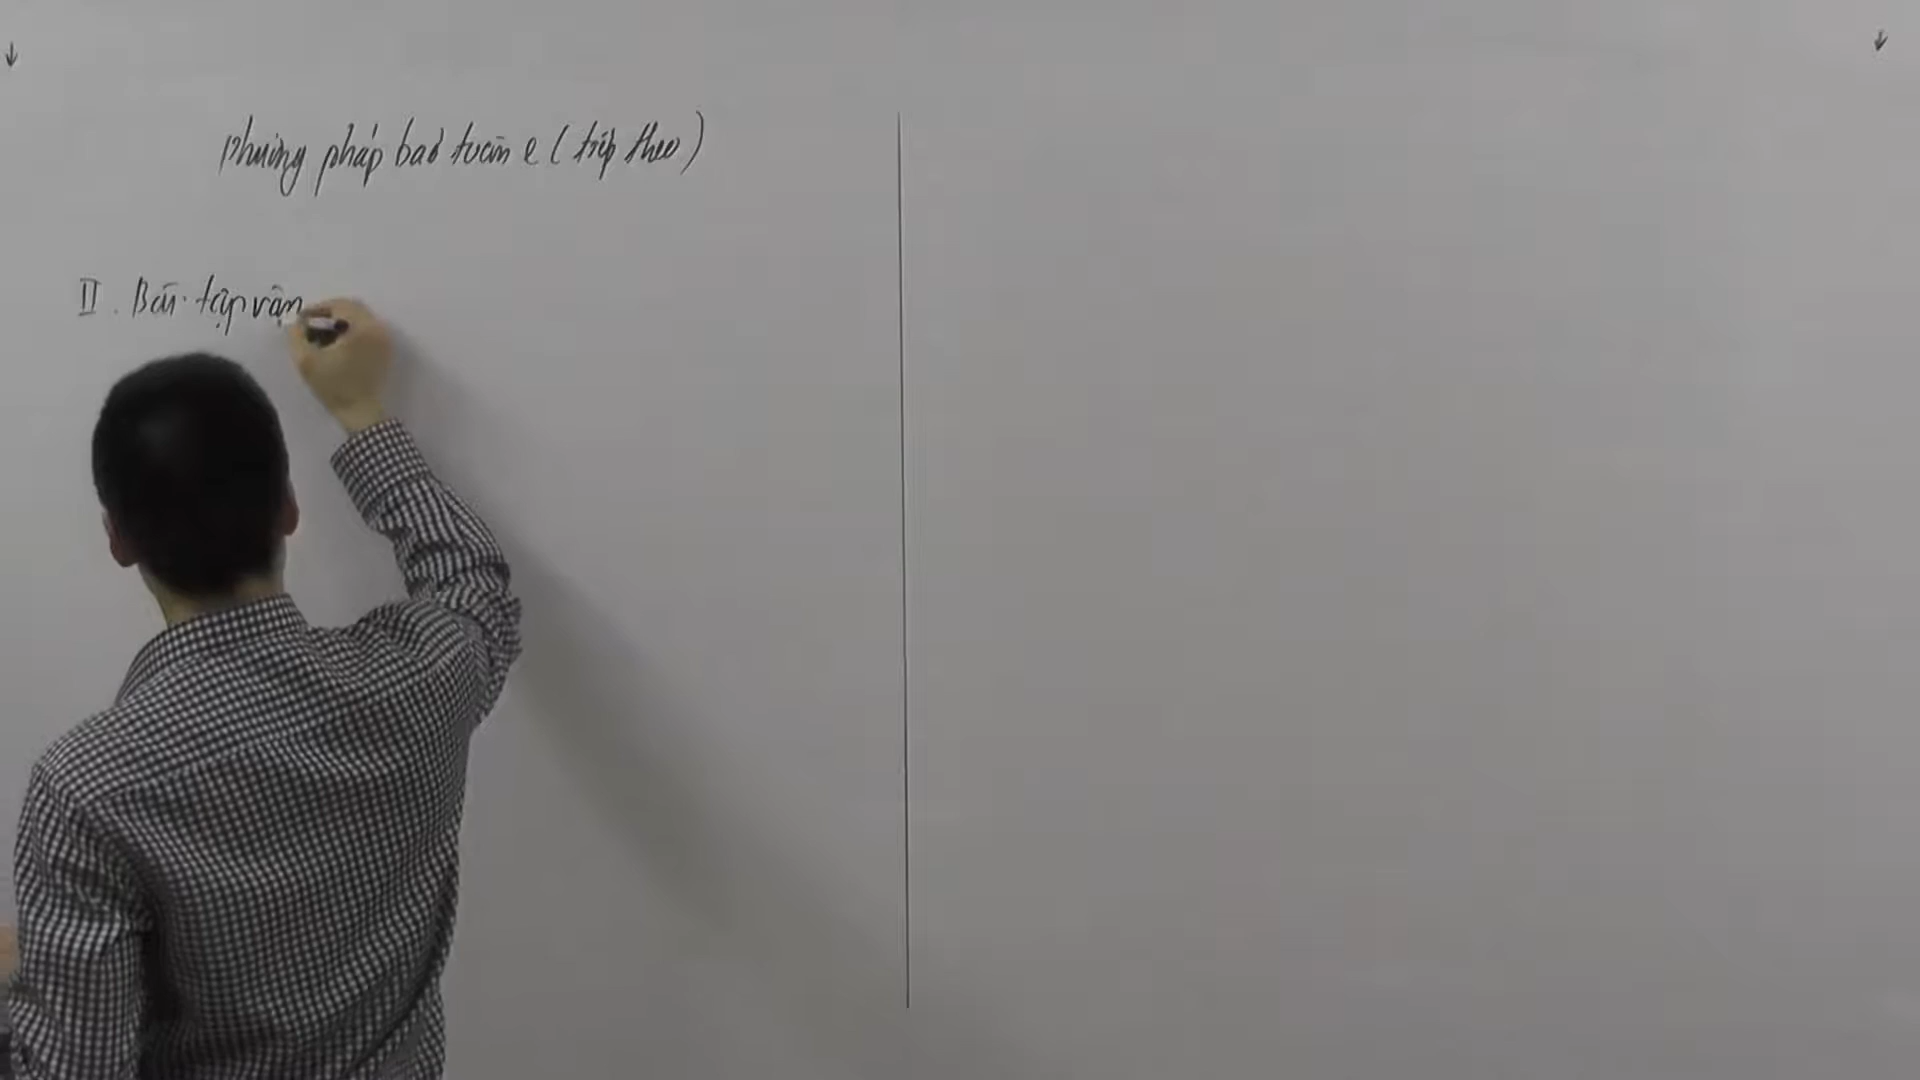 Phương pháp bảo toàn e (tiếp theo)
II. Bài tập vận